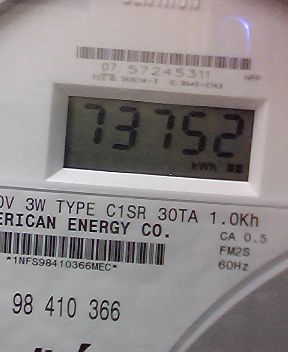 07 57245311
73752
kWh
0V 3W TYPE C1SR 30TA 1.0Kh
ERICAN ENERGY CO.
CA 0.5
FM2S
60Hz
*1NFS98410366MEC*
98 410 366